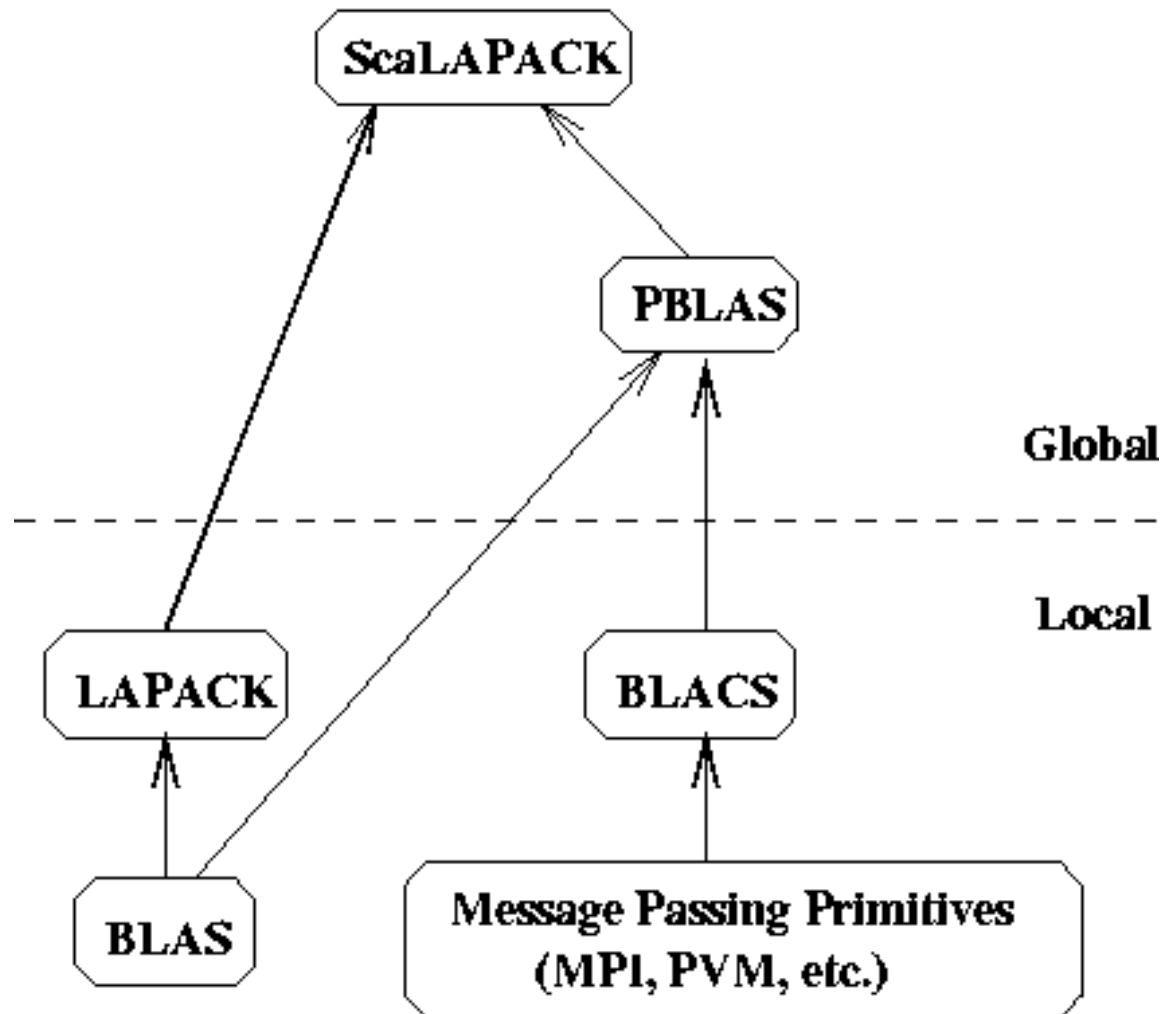 ScaLAPACK
PBLAS
Global
Local
LAPACK
BLACS
BLAS
Message Passing Primitives
(MPI, PVM, etc.)